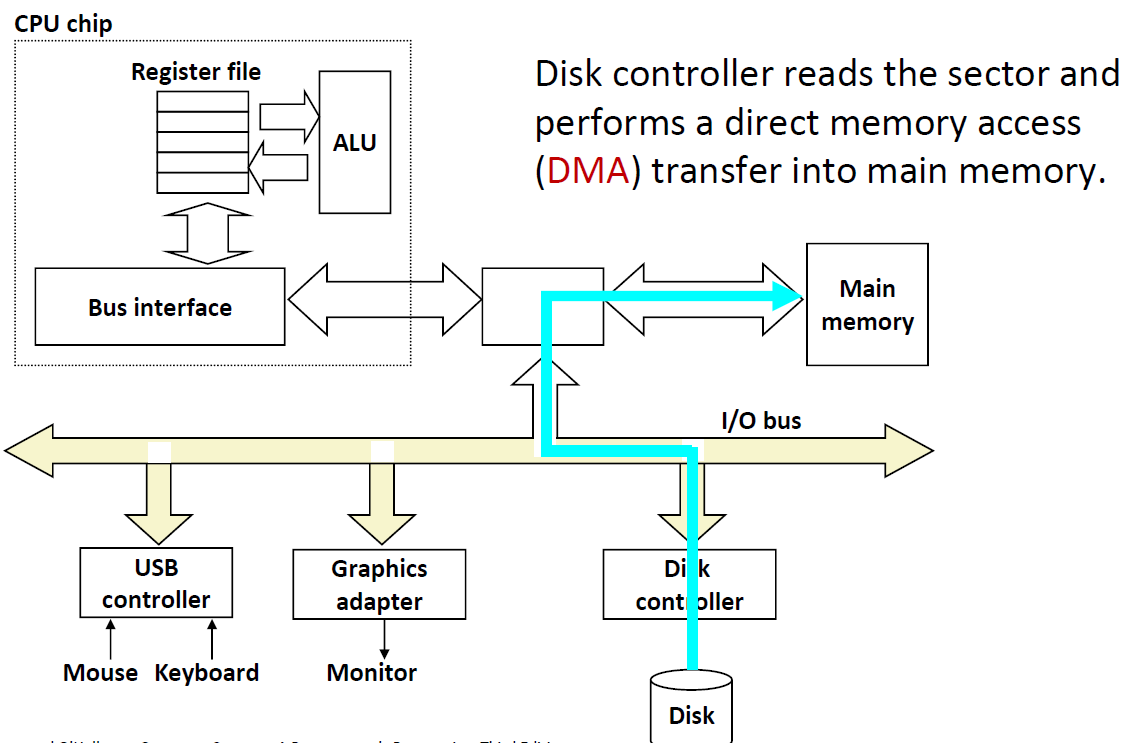 CPU chip
Register file
ALU
Disk controller reads the sector and
performs a direct memory access
(DMA) transfer into main memory.
Bus interface
Main
memory
I/O bus
USB
controller
Graphics
adapter
Disk
controller
Mouse
Keyboard
Monitor
Disk